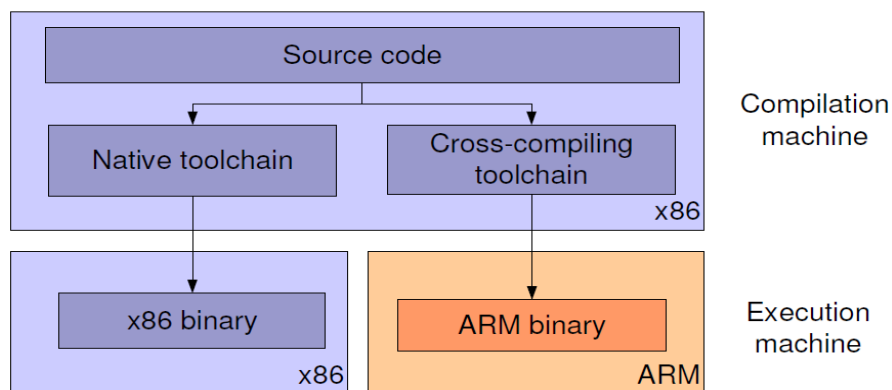 Source code
Compilation
machine
Native toolchain
Cross-compiling
toolchain
x86
x86 binary
ARM binary
Execution
machine
x86
ARM